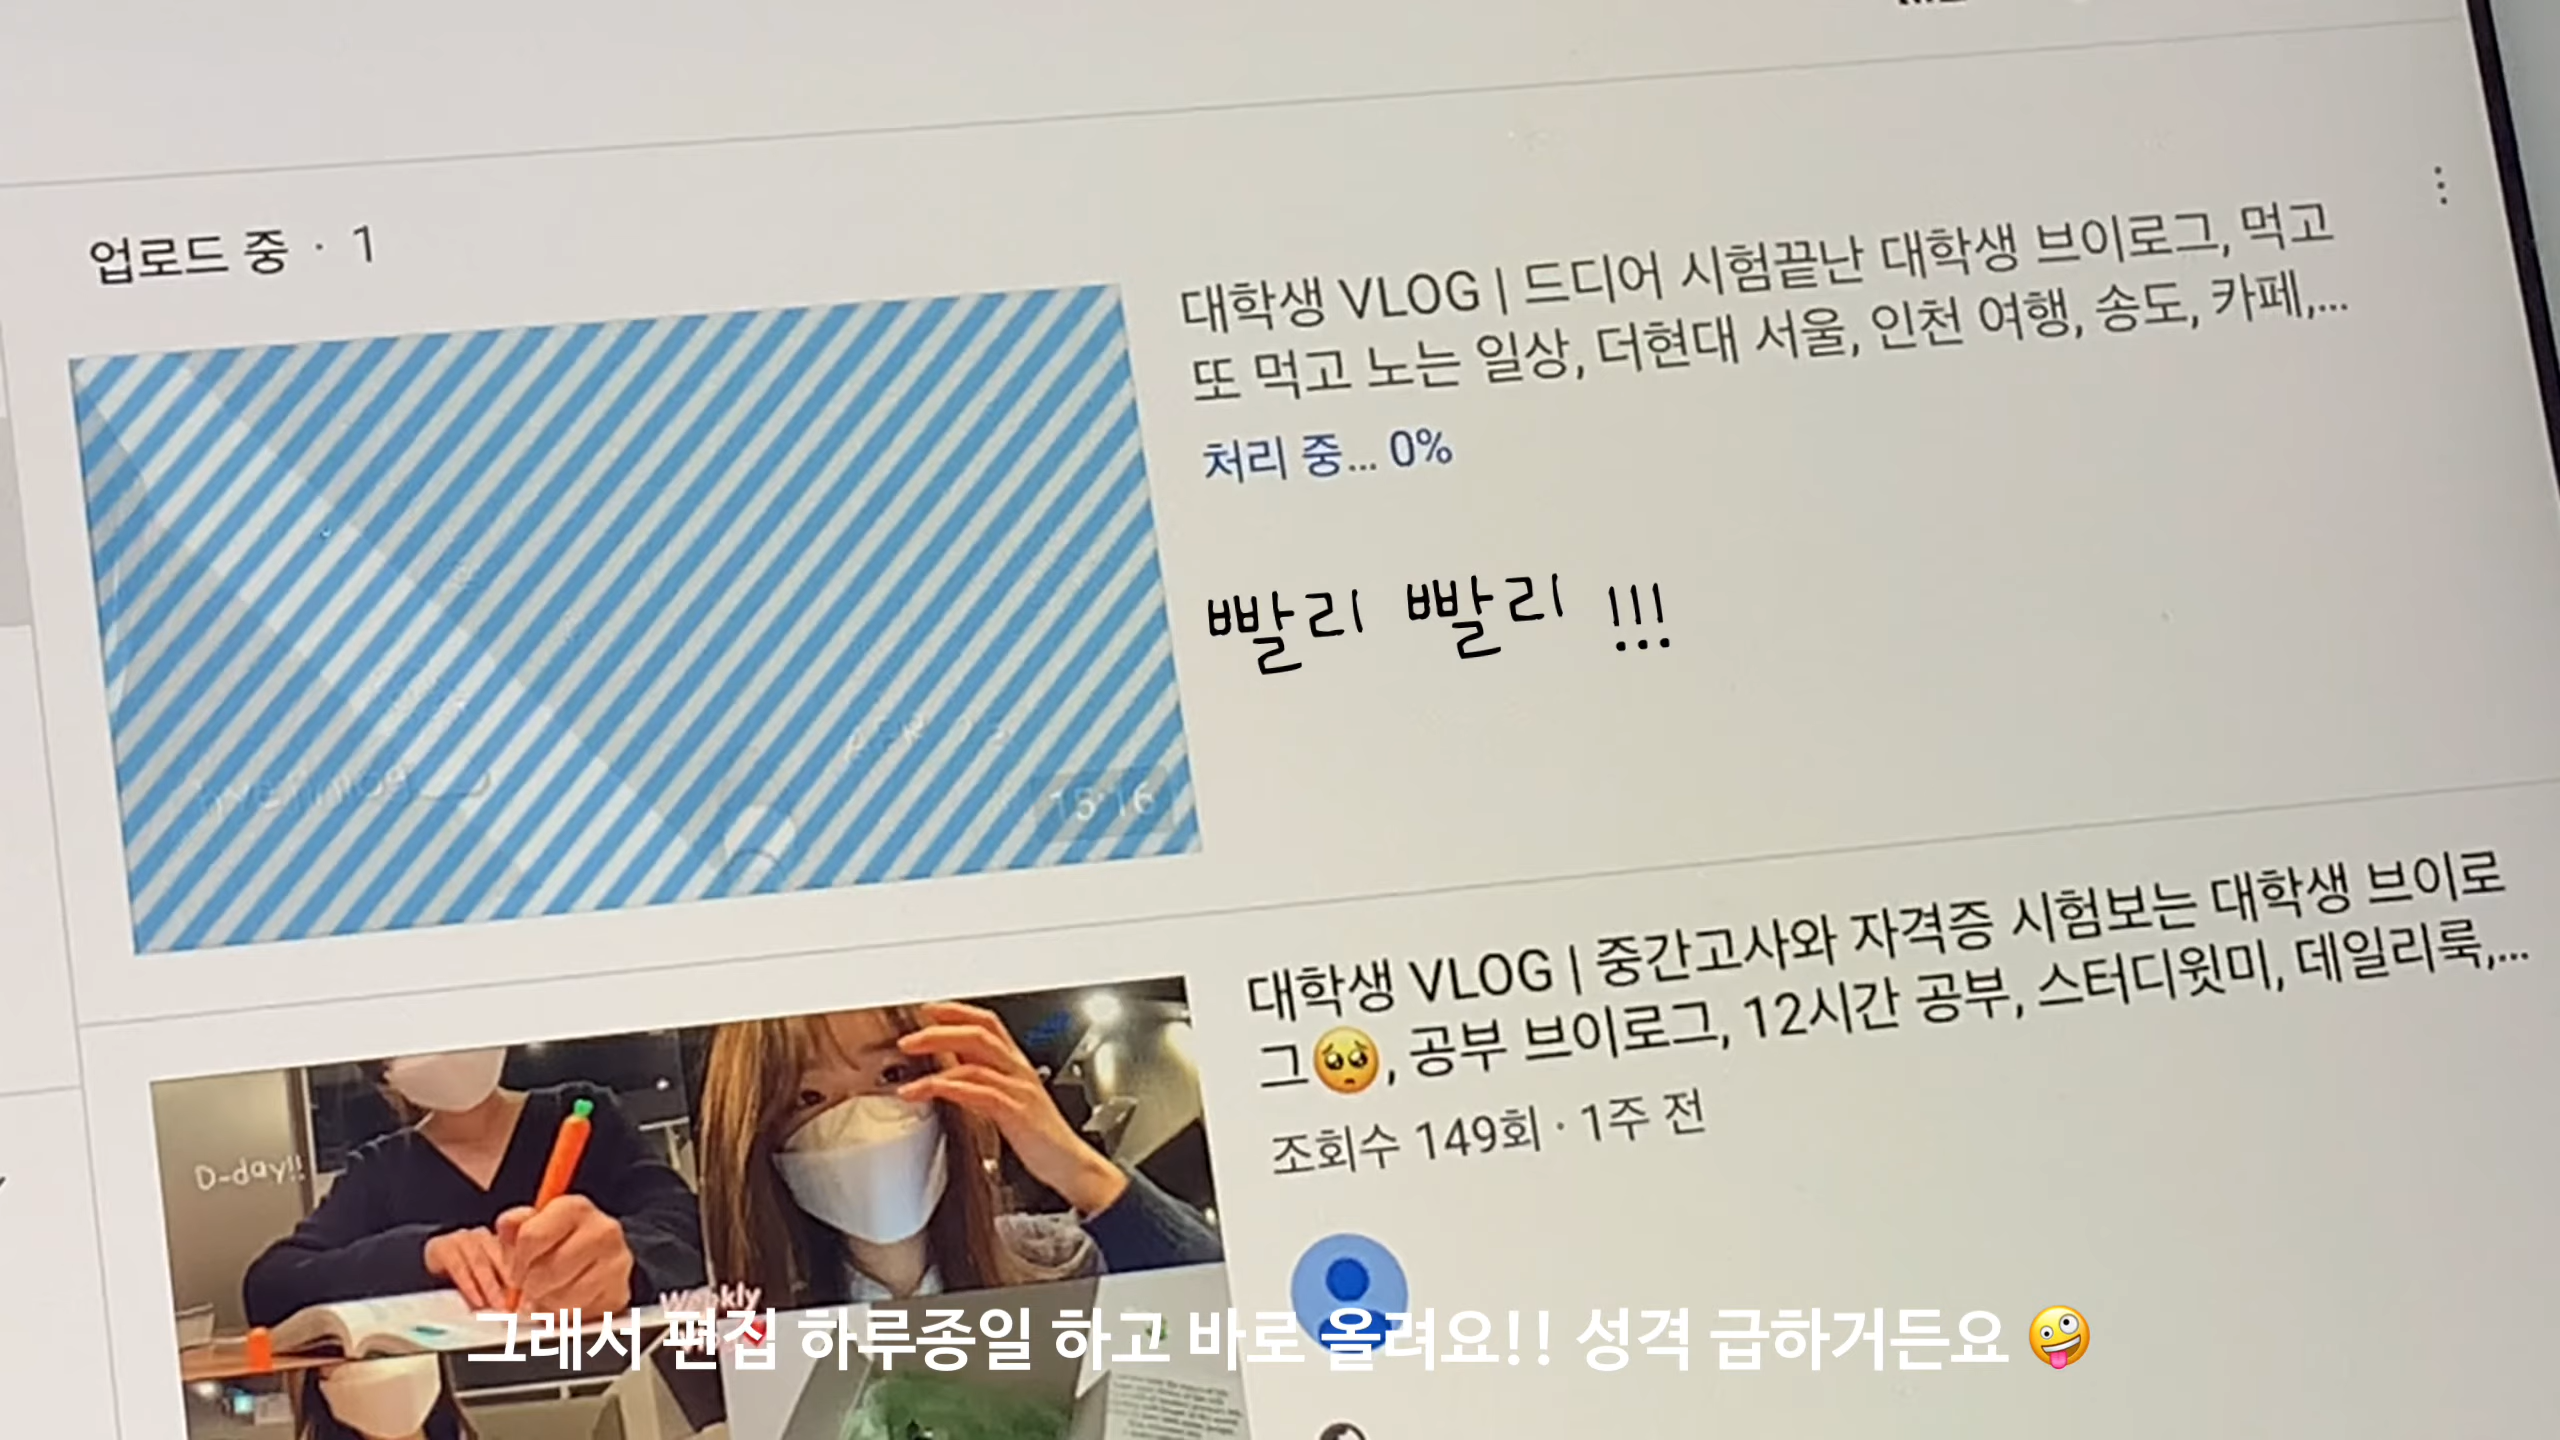 업로드 중 · 1
대학생 VLOG | 드디어 시험끝난 대학생 브이로그, 먹고
또 먹고 노는 일상, 더현대 서울, 인천 여행, 송도, 카페,...
처리 중... 0%
15:16
빨리 빨리 !!!
대학생 VLOG | 중간고사와 자격증 시험보는 대학생 브이로
그🥺, 공부 브이로그, 12시간 공부, 스터디윗미, 데일리룩,...
조회수 149회 · 1주 전
D-day!!
Weekly
그래서 편집 하루종일 하고 바로 올려요!! 성격 급하거든요 🤪